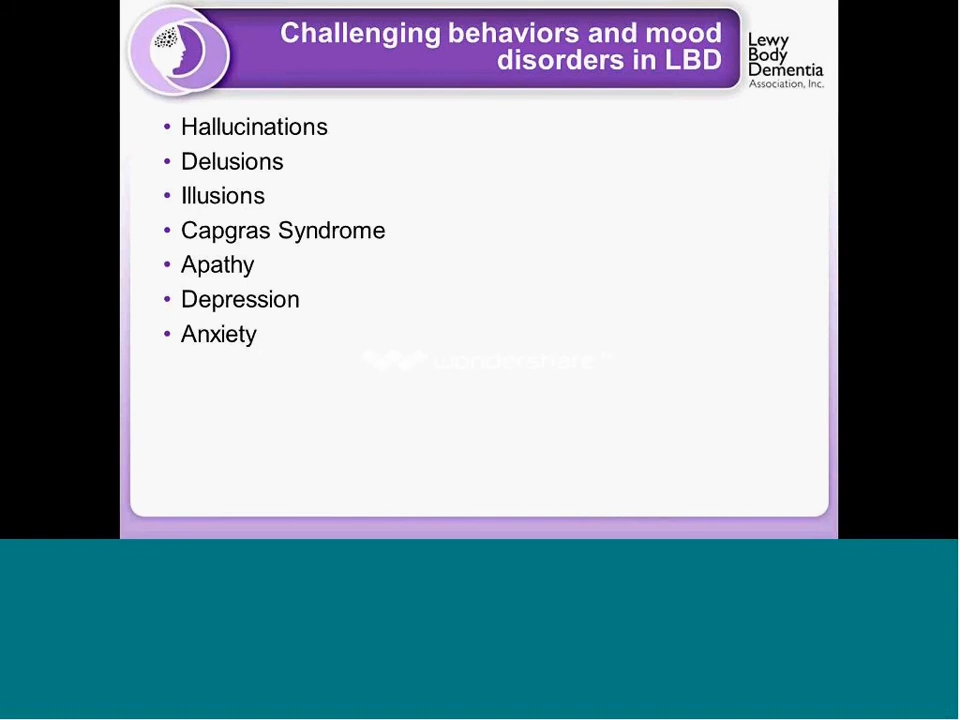 Challenging behaviors and mood
disorders in LBD
Lewy
Body
Dementia
Association, Inc.
• Hallucinations
• Delusions
• Illusions
• Capgras Syndrome
• Apathy
• Depression
• Anxiety
wondershare™